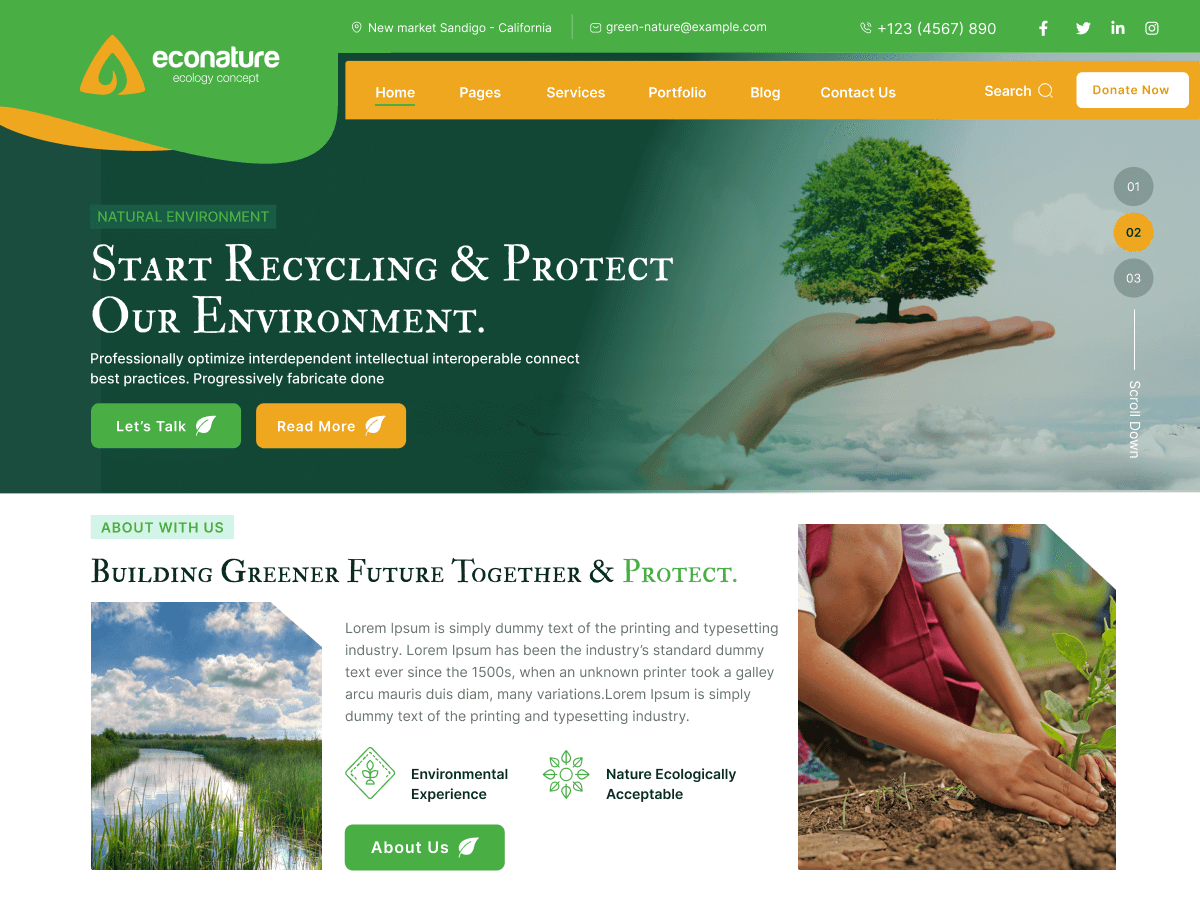 New market Sandigo - California
green-nature@example.com
+123 (4567) 890
econature
ecology concept
Home
Pages
Services
Portfolio
Blog
Contact Us
Search
Donate Now
NATURAL ENVIRONMENT
Start Recycling & Protect
Our Environment.
Professionally optimize interdependent intellectual interoperable connect
best practices. Progressively fabricate done
Let’s Talk
Read More
01
02
03
Scroll Down
ABOUT WITH US
Building Greener Future Together & Protect.
Lorem Ipsum is simply dummy text of the printing and typesetting
industry. Lorem Ipsum has been the industry’s standard dummy
text ever since the 1500s, when an unknown printer took a galley
arcu mauris duis diam, many variations.Lorem Ipsum is simply
dummy text of the printing and typesetting industry.
Environmental
Experience
Nature Ecologically
Acceptable
About Us